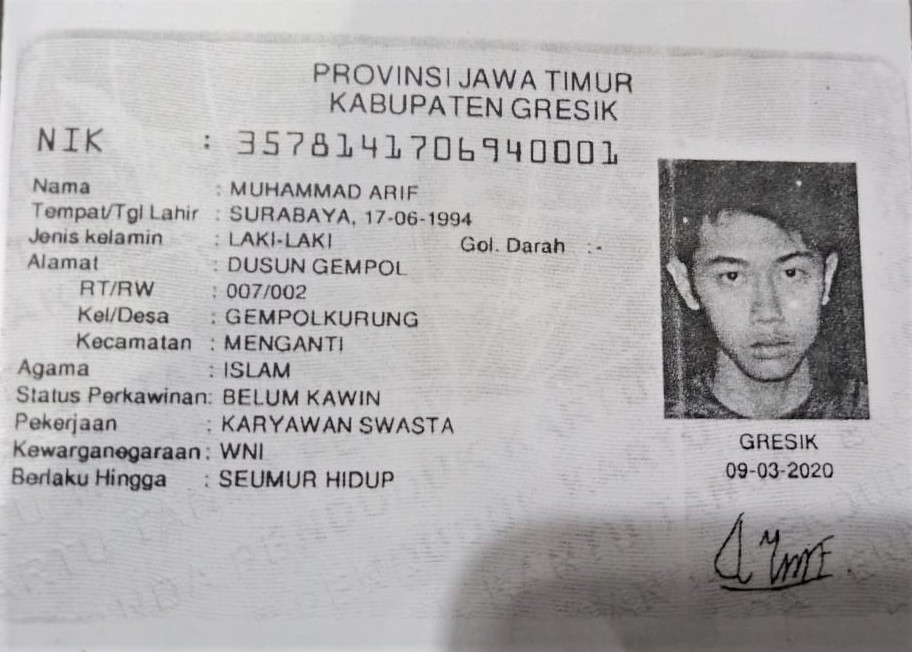 PROVINSI JAWA TIMUR
KABUPATEN GRESIK
NIK : 3578141706940001
Nama : MUHAMMAD ARIF
Tempat/Tgl Lahir : SURABAYA, 17-06-1994
Jenis kelamin : LAKI-LAKI Gol. Darah : -
Alamat : DUSUN GEMPOL
RT/RW : 007/002
Kel/Desa : GEMPOLKURUNG
Kecamatan : MENGANTI
Agama : ISLAM
Status Perkawinan: BELUM KAWIN
Pekerjaan : KARYAWAN SWASTA
Kewarganegaraan : WNI
Berlaku Hingga : SEUMUR HIDUP
GRESIK
09-03-2020